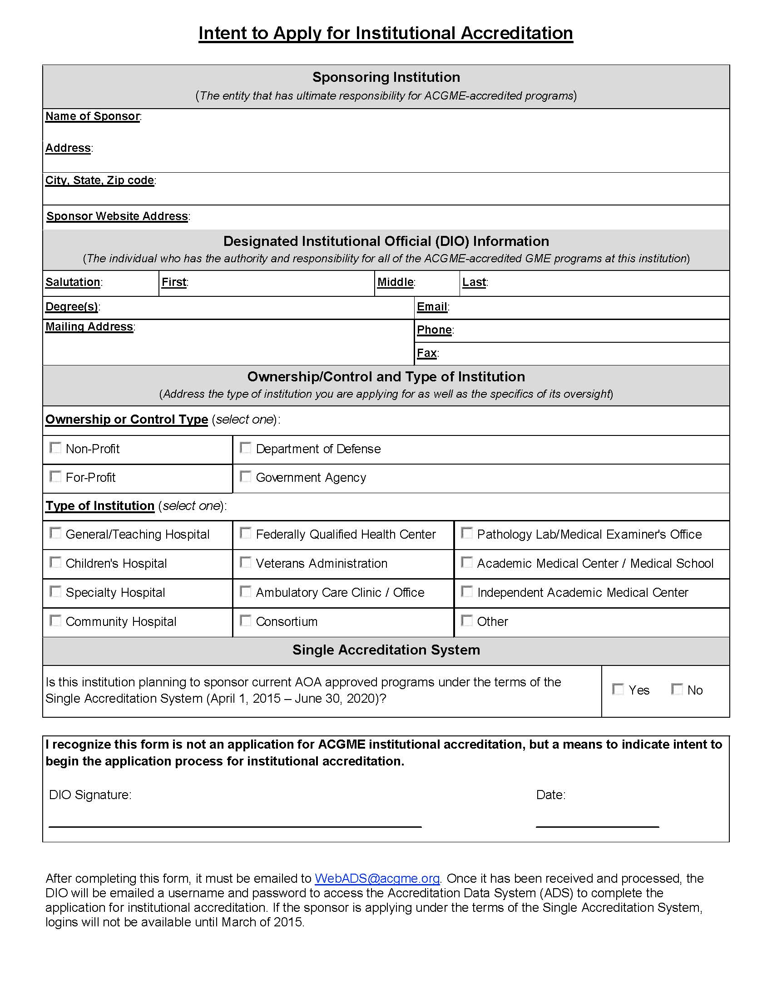 Intent to Apply for Institutional Accreditation
Sponsoring Institution
(The entity that has ultimate responsibility for ACGME-accredited programs)
Name of Sponsor:
Address:
City, State, Zip code:
Sponsor Website Address:
Designated Institutional Official (DIO) Information
(The individual who has the authority and responsibility for all of the ACGME-accredited GME programs at this institution)
Salutation: First: Middle: Last:
Degree(s): Email:
Mailing Address: Phone:
Fax:
Ownership/Control and Type of Institution
(Address the type of institution you are applying for as well as the specifics of its oversight)
Ownership or Control Type (select one):
Non-Profit Department of Defense
For-Profit Government Agency
Type of Institution (select one):
General/Teaching Hospital Federally Qualified Health Center Pathology Lab/Medical Examiner's Office
Children's Hospital Veterans Administration Academic Medical Center / Medical School
Specialty Hospital Ambulatory Care Clinic / Office Independent Academic Medical Center
Community Hospital Consortium Other
Single Accreditation System
Is this institution planning to sponsor current AOA approved programs under the terms of the
Single Accreditation System (April 1, 2015 – June 30, 2020)? Yes No
I recognize this form is not an application for ACGME institutional accreditation, but a means to indicate intent to
begin the application process for institutional accreditation.
DIO Signature: Date:
After completing this form, it must be emailed to WebADS@acgme.org. Once it has been received and processed, the
DIO will be emailed a username and password to access the Accreditation Data System (ADS) to complete the
application for institutional accreditation. If the sponsor is applying under the terms of the Single Accreditation System,
logins will not be available until March of 2015.